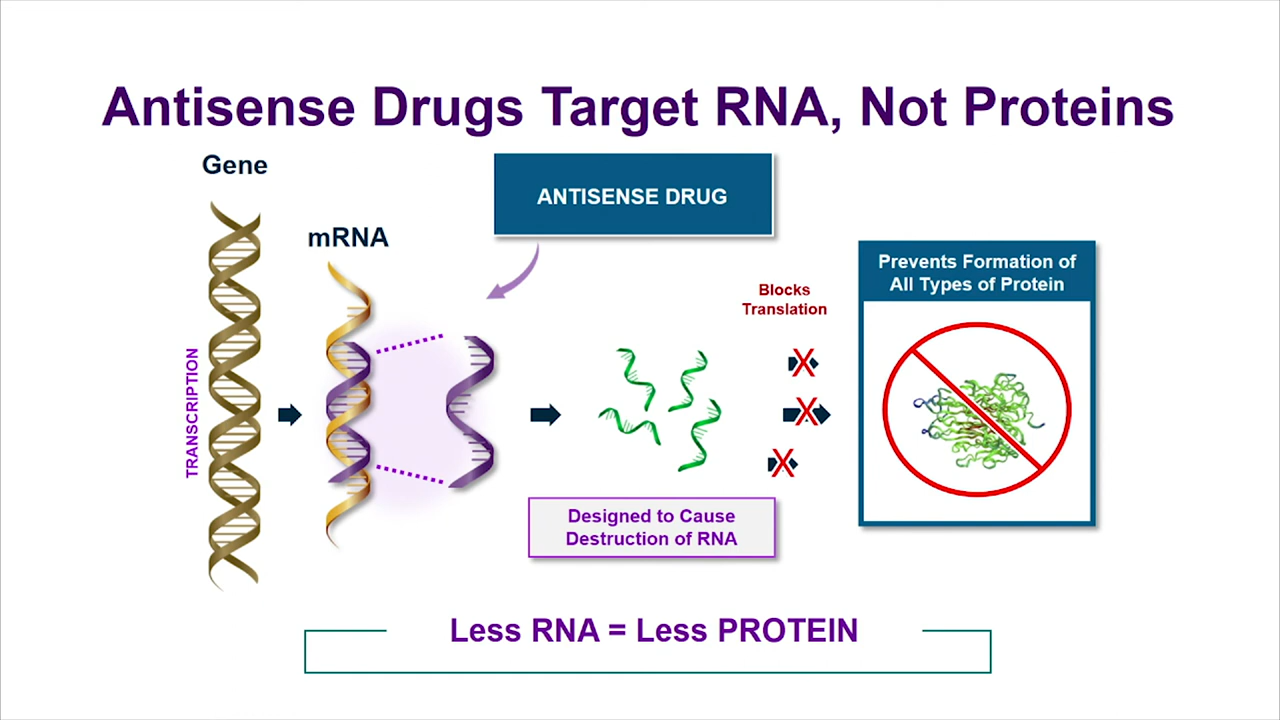 Antisense Drugs Target RNA, Not Proteins
Gene
mRNA
TRANSCRIPTION
ANTISENSE DRUG
Designed to Cause
Destruction of RNA
Blocks
Translation
Prevents Formation of
All Types of Protein
Less RNA = Less PROTEIN